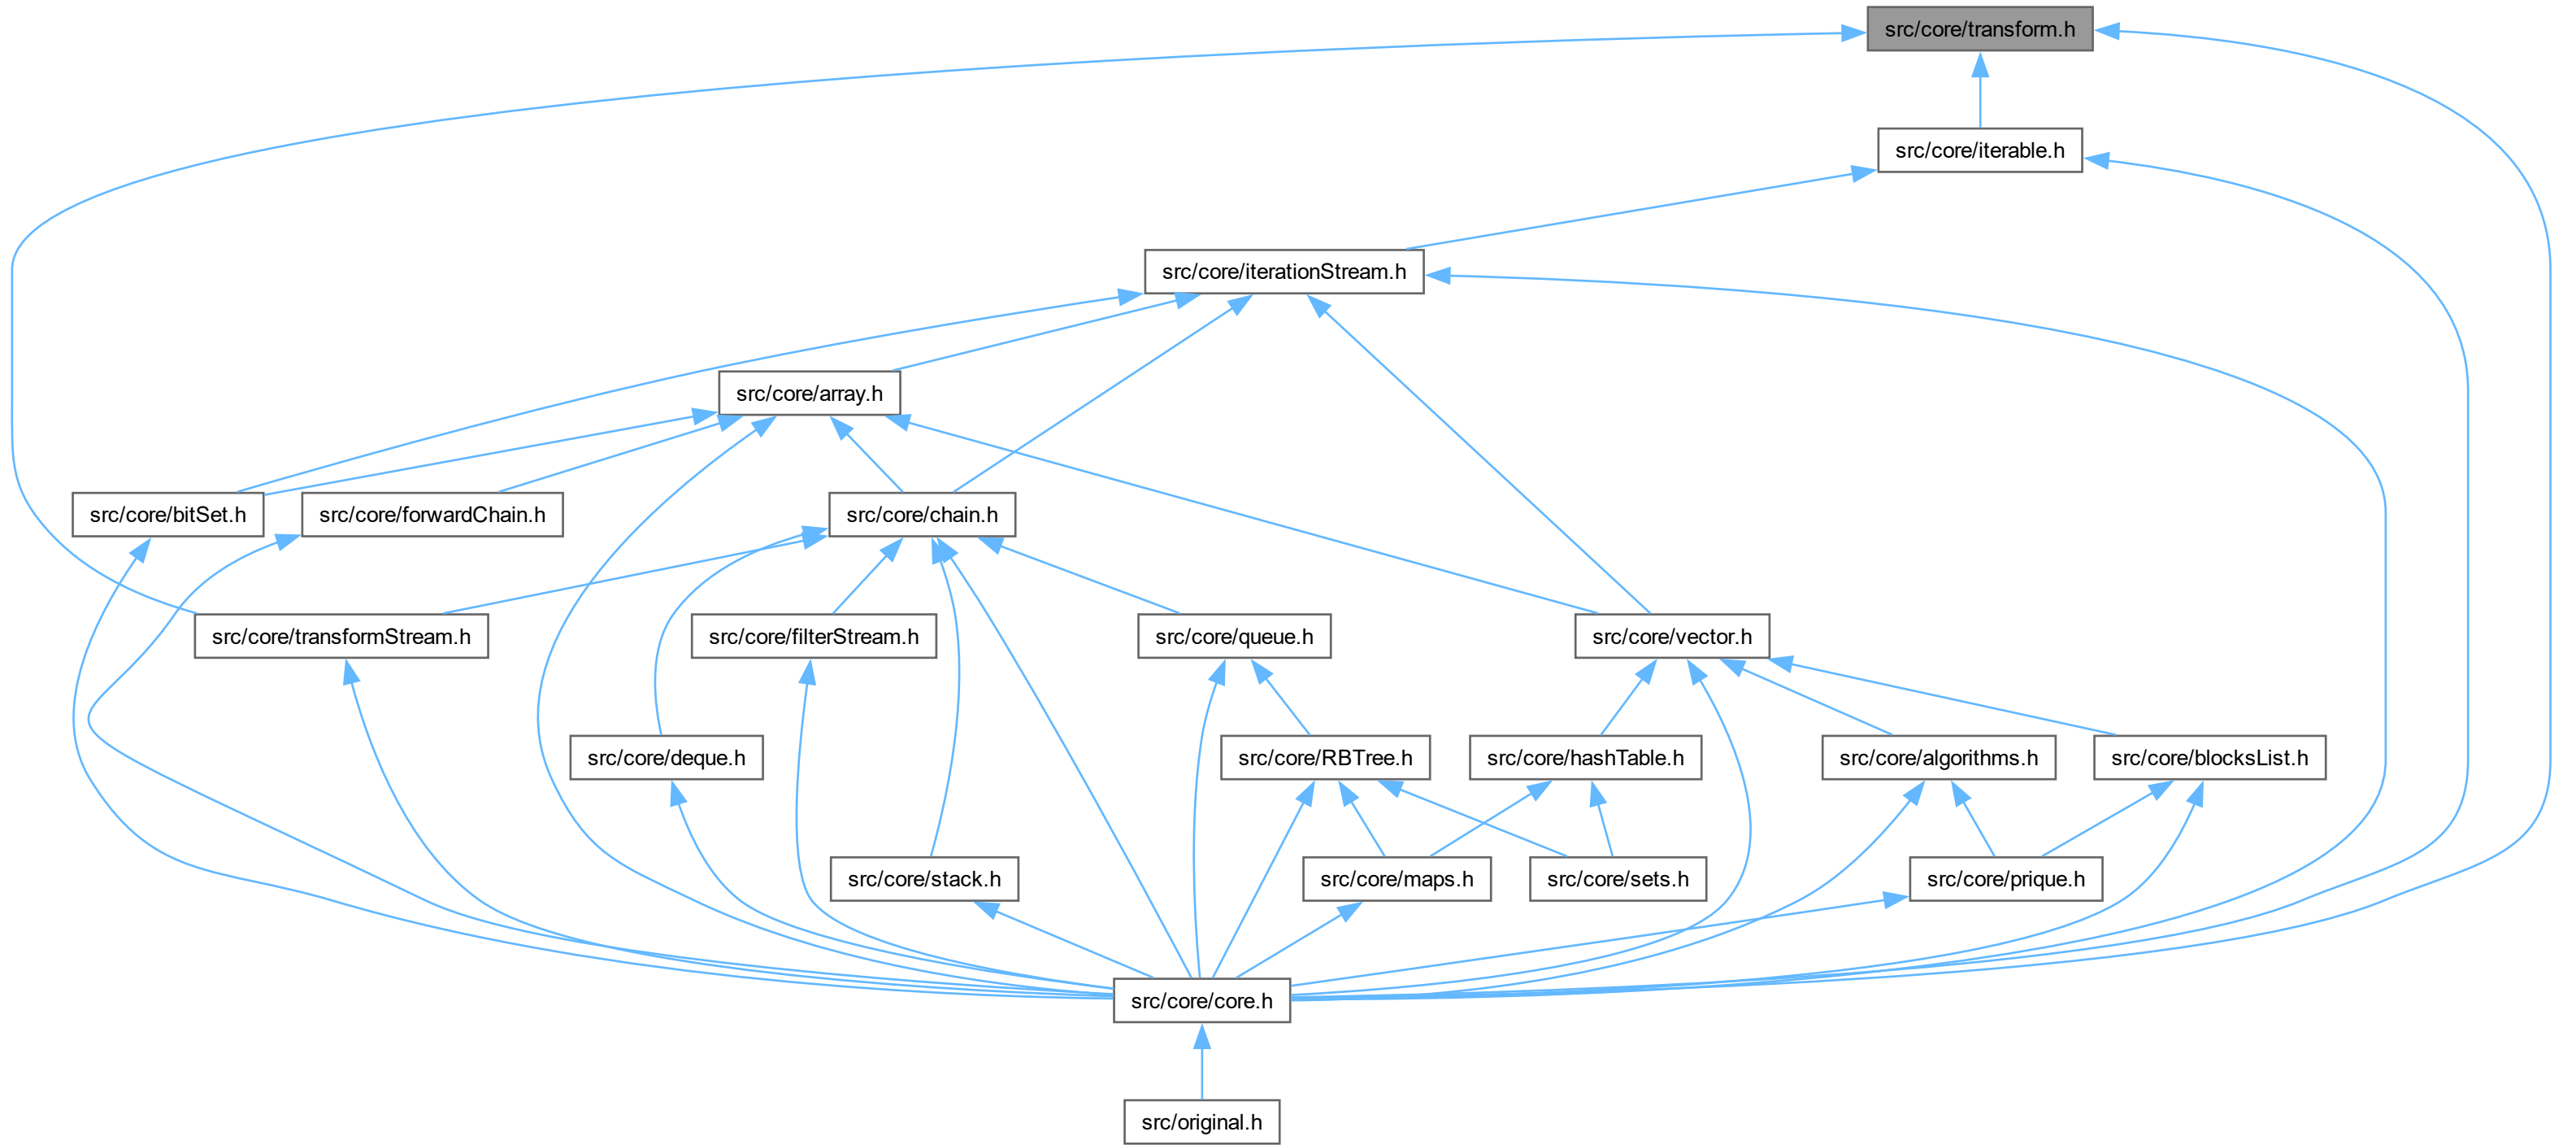 src/core/transform.h
src/core/iterable.h
src/core/iterationStream.h
src/core/array.h
src/core/bitSet.h
src/core/forwardChain.h
src/core/chain.h
src/core/transformStream.h
src/core/filterStream.h
src/core/queue.h
src/core/vector.h
src/core/deque.h
src/core/RBTree.h
src/core/hashTable.h
src/core/algorithms.h
src/core/blocksList.h
src/core/stack.h
src/core/maps.h
src/core/sets.h
src/core/prique.h
src/core/core.h
src/original.h